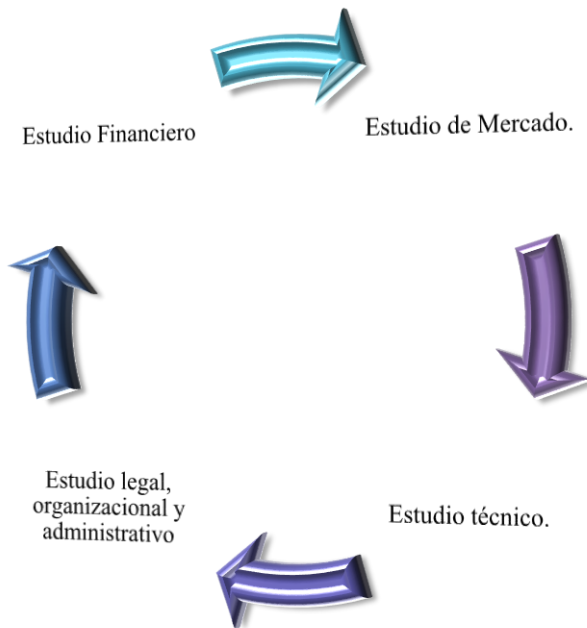 Estudio Financiero
Estudio de Mercado.
Estudio legal,
organizacional y
administrativo
Estudio técnico.